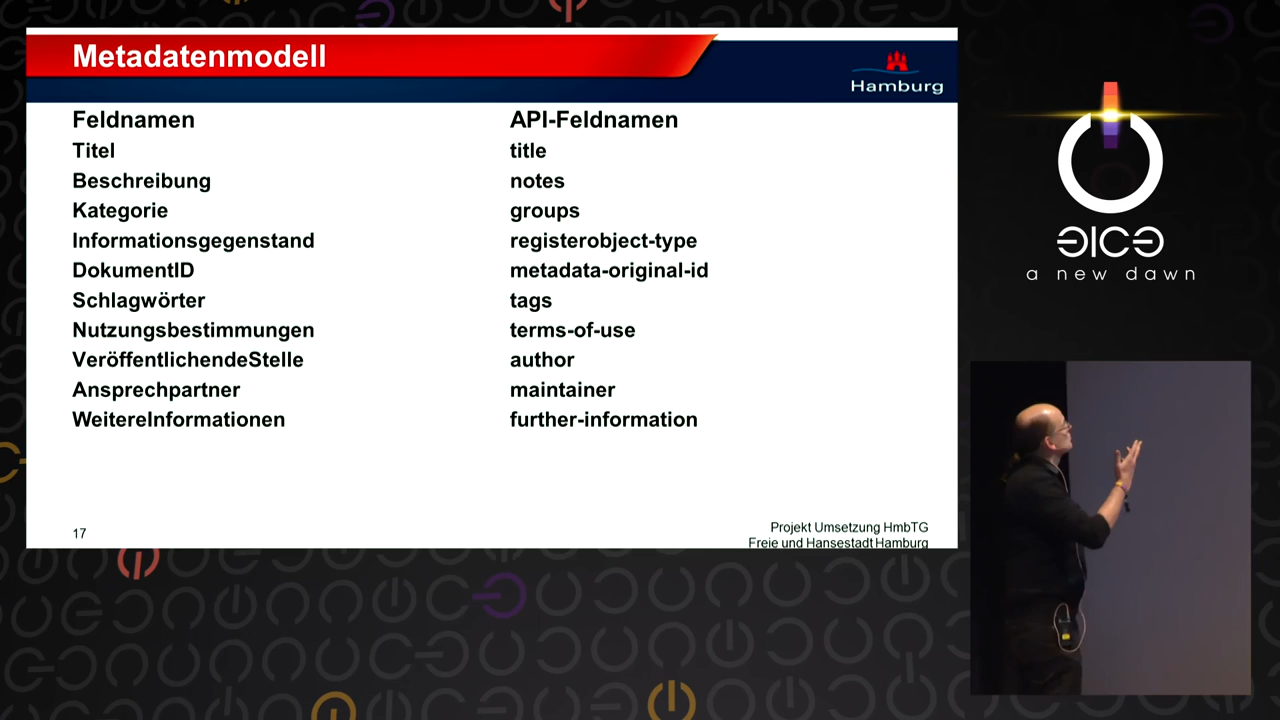 Metadatenmodell
Hamburg
Feldnamen API-Feldnamen
Titel title
Beschreibung notes
Kategorie groups
Informationsgegenstand registerobject-type
DokumentID metadata-original-id
Schlagwörter tags
Nutzungsbestimmungen terms-of-use
VeröffentlichendeStelle author
Ansprechpartner maintainer
WeitereInformationen further-information
17
Projekt Umsetzung HmbTG
Freie und Hansestadt Hamburg
31C3
a new dawn